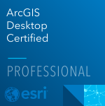 ArcGIS
Desktop
Certified
PROFESSIONAL
esri